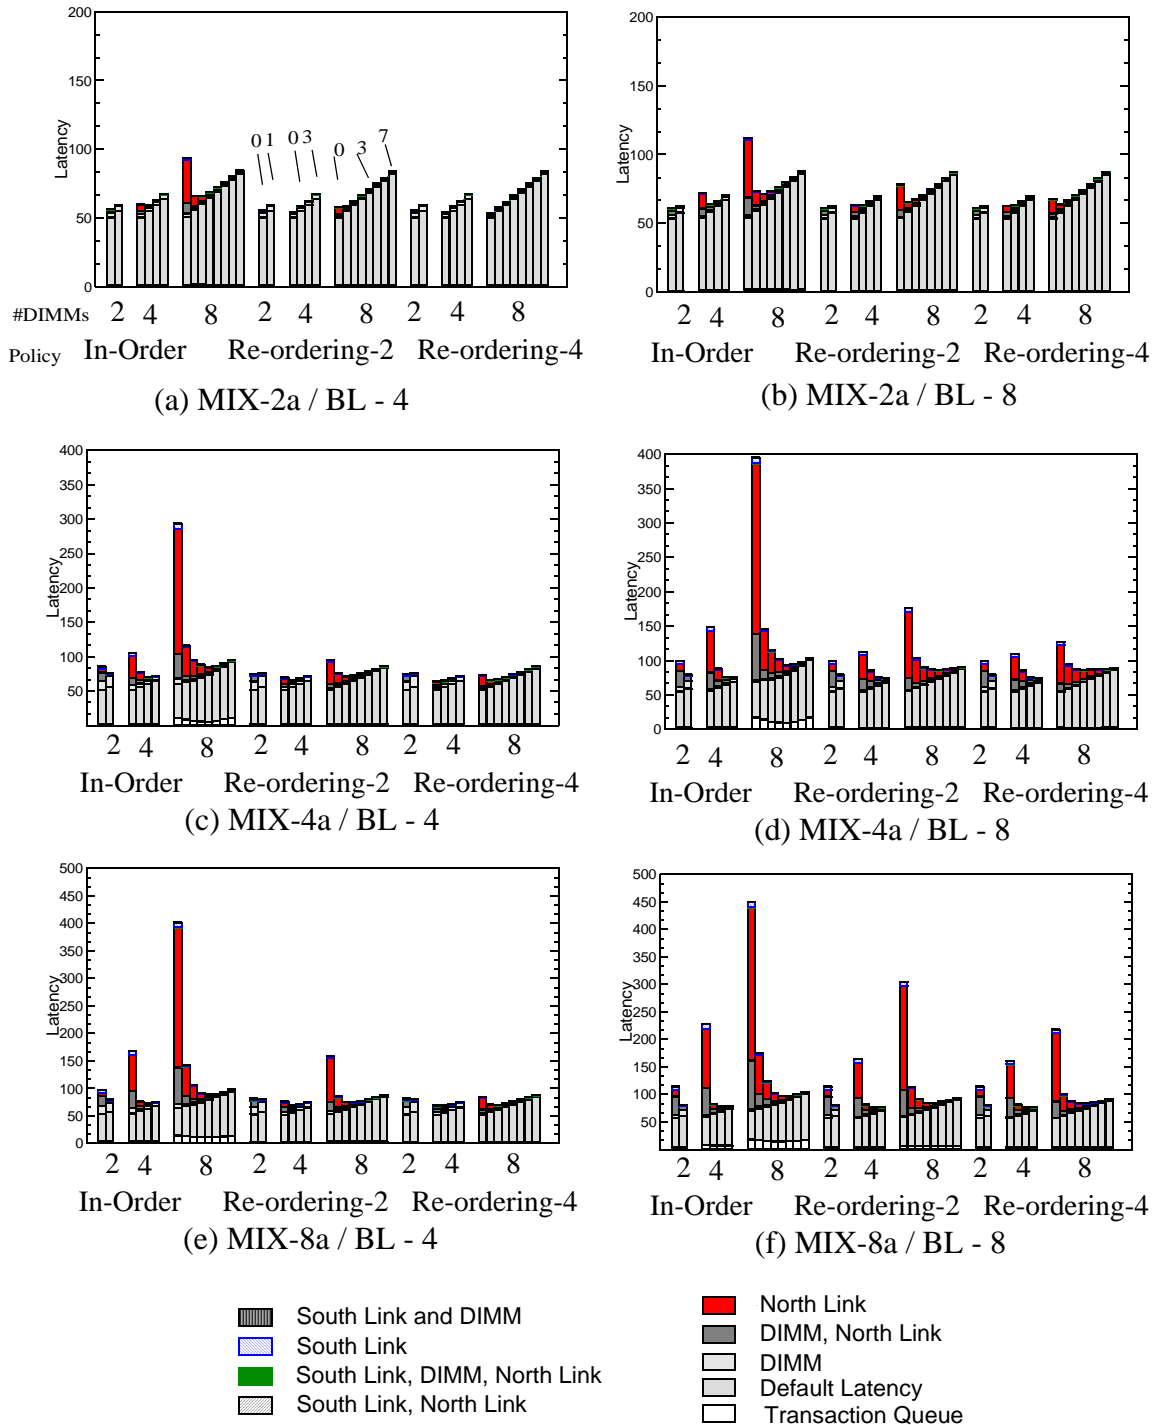 200
150
100
50
0
Latency
0 1 0 3 0 3 7
#DIMMs 2 4 8 2 4 8 2 4 8
Policy In-Order Re-ordering-2 Re-ordering-4
(a) MIX-2a / BL - 4
200
150
100
50
0
Latency
2 4 8 2 4 8 2 4 8
In-Order Re-ordering-2 Re-ordering-4
(b) MIX-2a / BL - 8
400
350
300
250
200
150
100
50
Latency
2 4 8 2 4 8 2 4 8
In-Order Re-ordering-2 Re-ordering-4
(c) MIX-4a / BL - 4
400
350
300
250
200
150
100
50
0
Latency
2 4 8 2 4 8 2 4 8
In-Order Re-ordering-2 Re-ordering-4
(d) MIX-4a / BL - 8
500
450
400
350
300
250
200
150
100
50
0
Latency
2 4 8 2 4 8 2 4 8
In-Order Re-ordering-2 Re-ordering-4
(e) MIX-8a / BL - 4
500
450
400
350
300
250
200
150
100
50
Latency
2 4 8 2 4 8 2 4 8
In-Order Re-ordering-2 Re-ordering-4
(f) MIX-8a / BL - 8
South Link and DIMM
South Link
South Link, DIMM, North Link
South Link, North Link
North Link
DIMM, North Link
DIMM
Default Latency
Transaction Queue